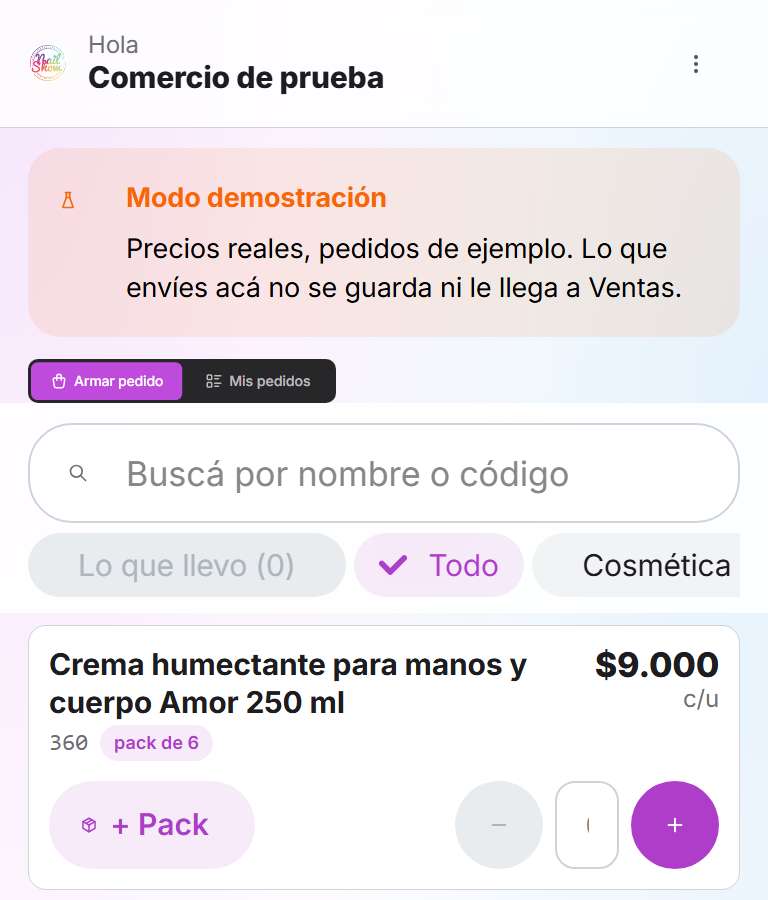 Nail Show
Hola
Comercio de prueba
Modo demostración
Precios reales, pedidos de ejemplo. Lo que
envíes acá no se guarda ni le llega a Ventas.
Armar pedido
Mis pedidos
Buscá por nombre o código
Lo que llevo (0)
Todo
Cosmética
Crema humectante para manos y
cuerpo Amor 250 ml
$9.000
c/u
360
pack de 6
+ Pack